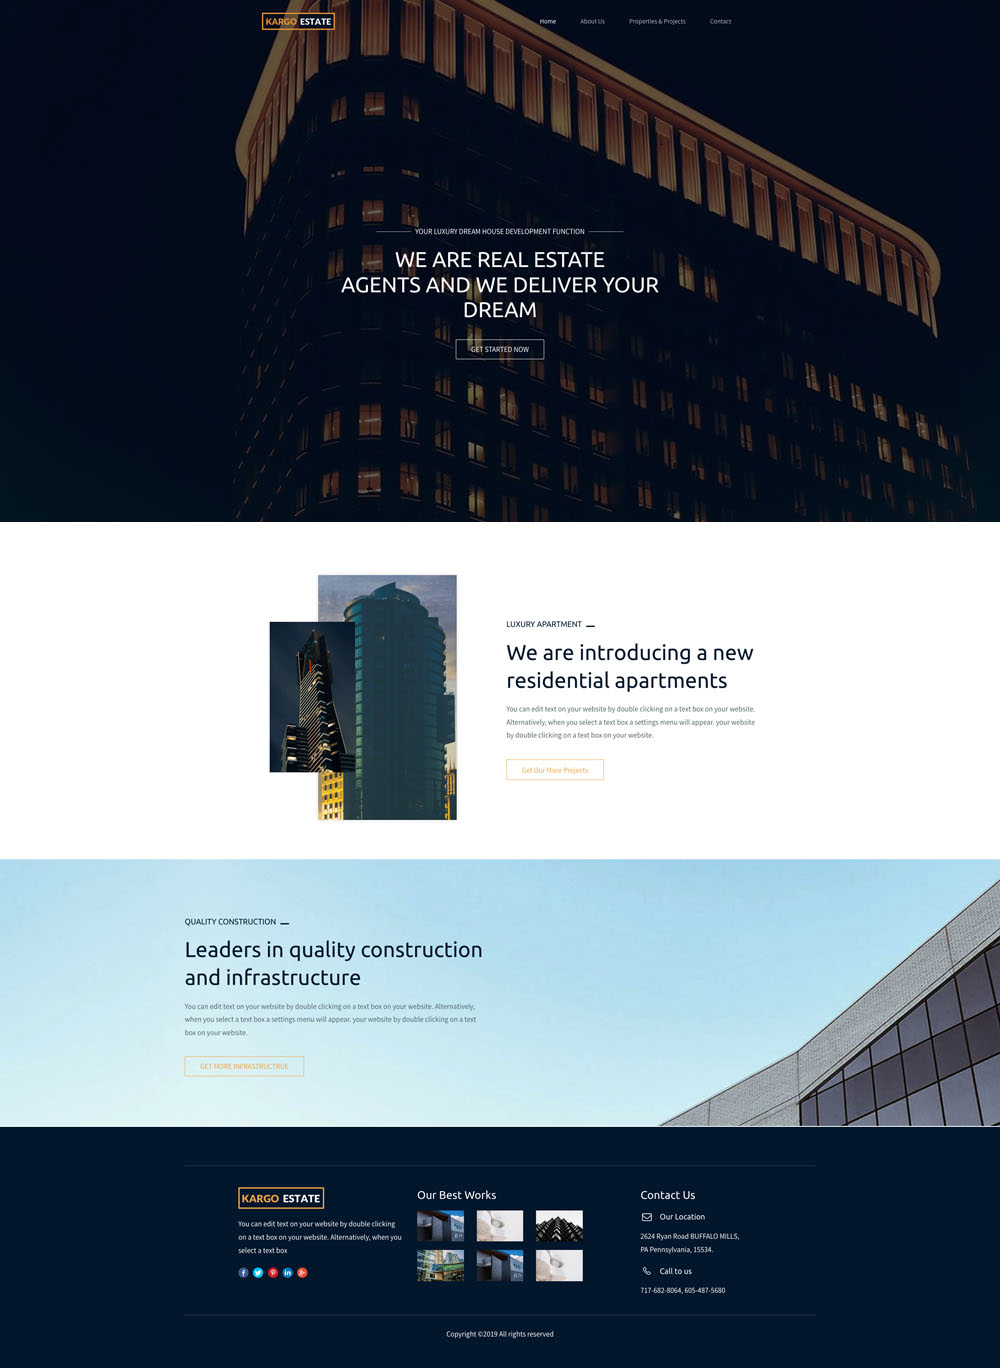 KARGO ESTATE
Home
About Us
Properties & Projects
Contact
YOUR LUXURY DREAM HOUSE DEVELOPMENT FUNCTION
WE ARE REAL ESTATE
AGENTS AND WE DELIVER YOUR
DREAM
GET STARTED NOW
LUXURY APARTMENT
We are introducing a new
residential apartments
You can edit text on your website by double clicking on a text box on your website.
Alternatively, when you select a text box a settings menu will appear. your website
by double clicking on a text box on your website.
Get Our More Projects
QUALITY CONSTRUCTION
Leaders in quality construction
and infrastructure
You can edit text on your website by double clicking on a text box on your website. Alternatively,
when you select a text box a settings menu will appear. your website by double clicking on a text
box on your website.
GET MORE INFRASTRUCTRUE
KARGO ESTATE
You can edit text on your website by double clicking
on a text box on your website. Alternatively, when you
select a text box
Our Best Works
Contact Us
Our Location
2624 Ryan Road BUFFALO MILLS,
PA Pennsylvania, 15534.
Call to us
717-682-8064, 605-487-5680
Copyright ©2019 All rights reserved